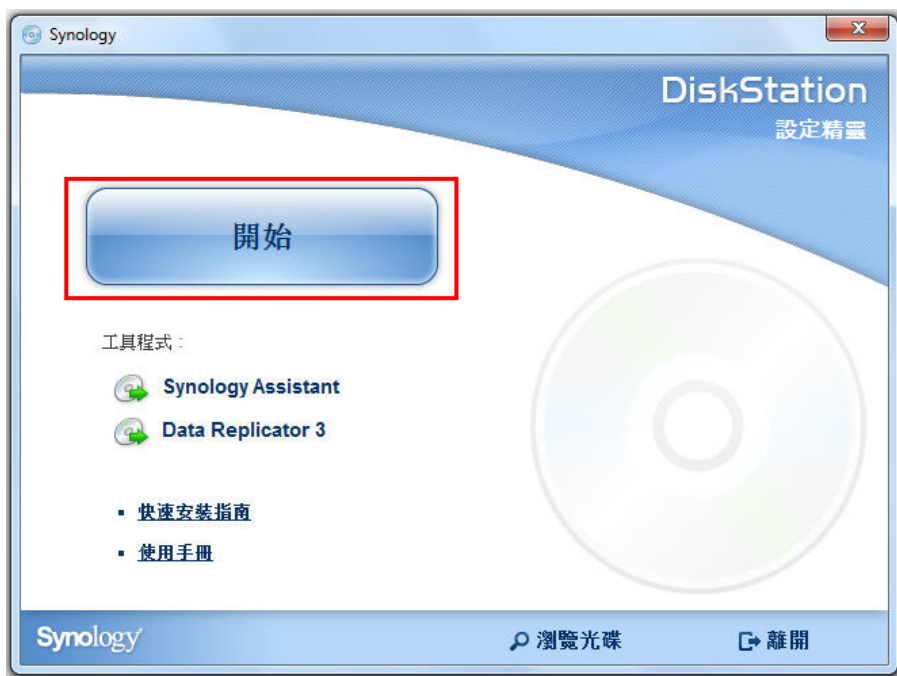 Synology
DiskStation
設定精靈
開始
工具程式 :
Synology Assistant
Data Replicator 3
快速安裝指南
使用手冊
Synology
瀏覽光碟
離開